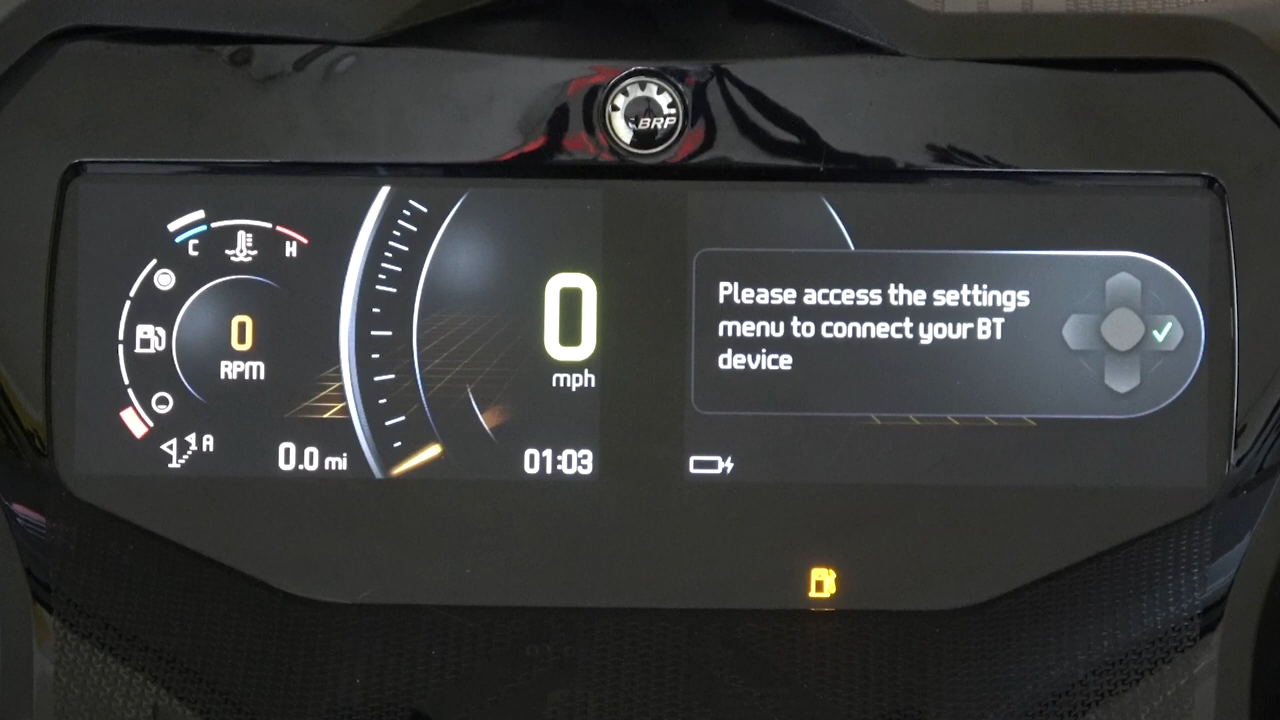 BRP
C
H
0
RPM
A
0.0 mi
0
mph
01:03
Please access the settings
menu to connect your BT
device